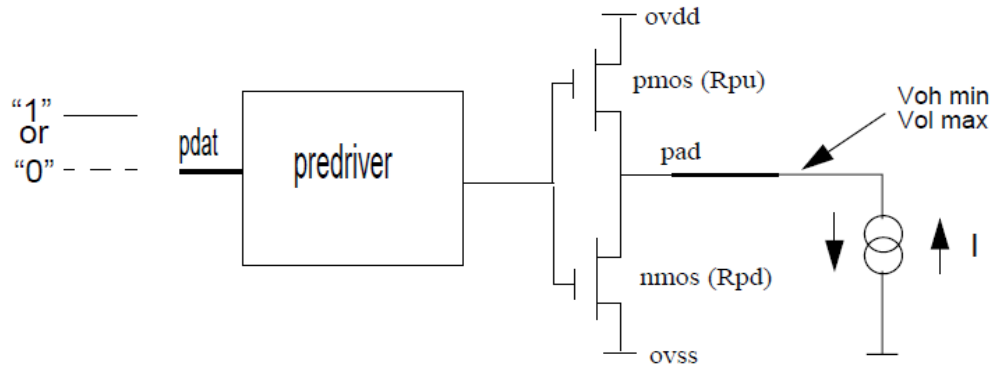 ovdd
pmos (Rpu)
Voh min
Vol max
“1”
or
“0”
pdat
predriver
pad
I
nmos (Rpd)
ovss